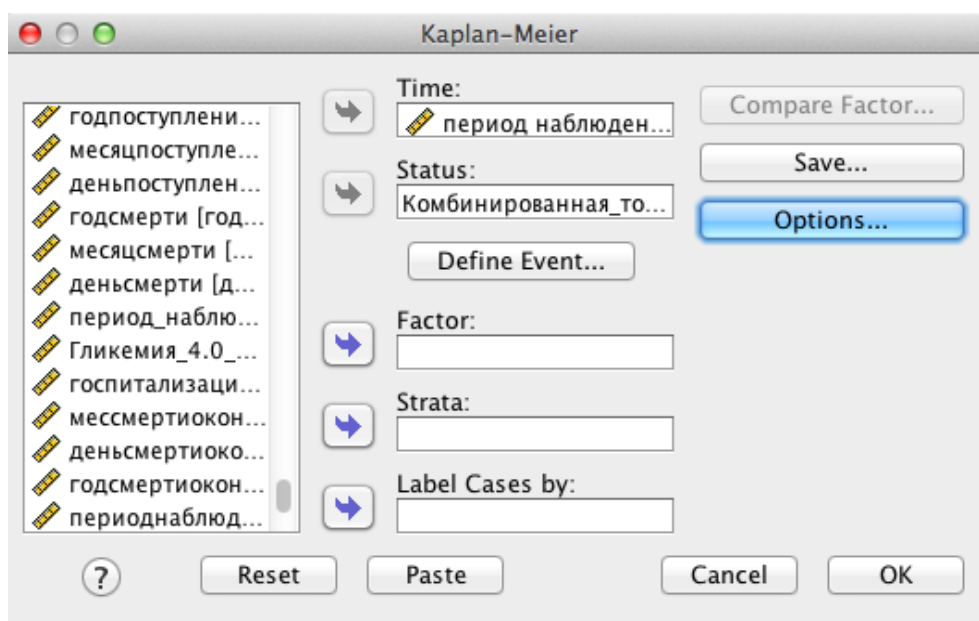 Kaplan-Meier
годпоступлени...
месяцпоступле...
деньпоступлен...
годсмерти [год...
месяцсмерти [...
деньсмерти [д...
период_наблю...
Гликемия_4.0_...
госпитализаци...
мессмертиокон...
деньсмертиоко...
годсмертиокон...
периоднаблюд...
Time:
период наблюден...
Status:
Комбинированная_то...
Define Event...
Factor:
Strata:
Label Cases by:
Compare Factor...
Save...
Options...
?
Reset
Paste
Cancel
OK